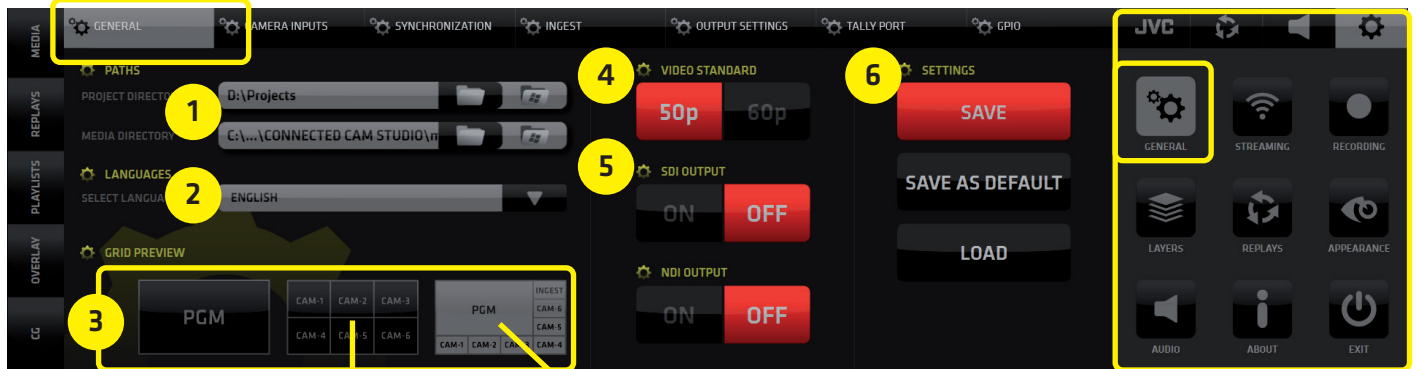 MEDIA
REPLAYS
PLAYLISTS
OVERLAY
CG
GENERAL
CAMERA INPUTS
SYNCHRONIZATION
INGEST
OUTPUT SETTINGS
TALLY PORT
GPIO
PATHS
PROJECT DIRECTO
1
D:\Projects
MEDIA DIRECTORY
C:\...\CONNECTED CAM STUDIO\m
LANGUAGES
SELECT LANGUA
2
ENGLISH
GRID PREVIEW
3
PGM
CAM-1 CAM-2 CAM-3
CAM-4 CAM-5 CAM-6
PGM
INGEST
CAM-6
CAM-5
CAM-1 CAM-2 CAM-3 CAM-4
4
VIDEO STANDARD
50p 60p
5
SDI OUTPUT
ON OFF
NDI OUTPUT
ON OFF
6
SETTINGS
SAVE
SAVE AS DEFAULT
LOAD
JVC
GENERAL STREAMING RECORDING
LAYERS REPLAYS APPEARANCE
AUDIO ABOUT EXIT